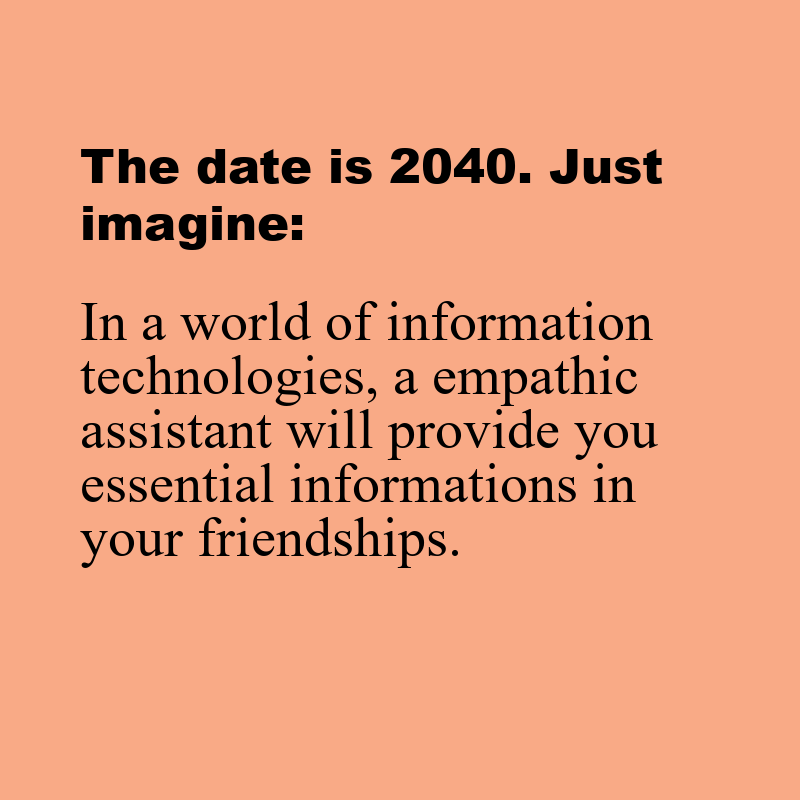 The date is 2040. Just
imagine:
In a world of information
technologies, a empathic
assistant will provide you
essential informations in
your friendships.